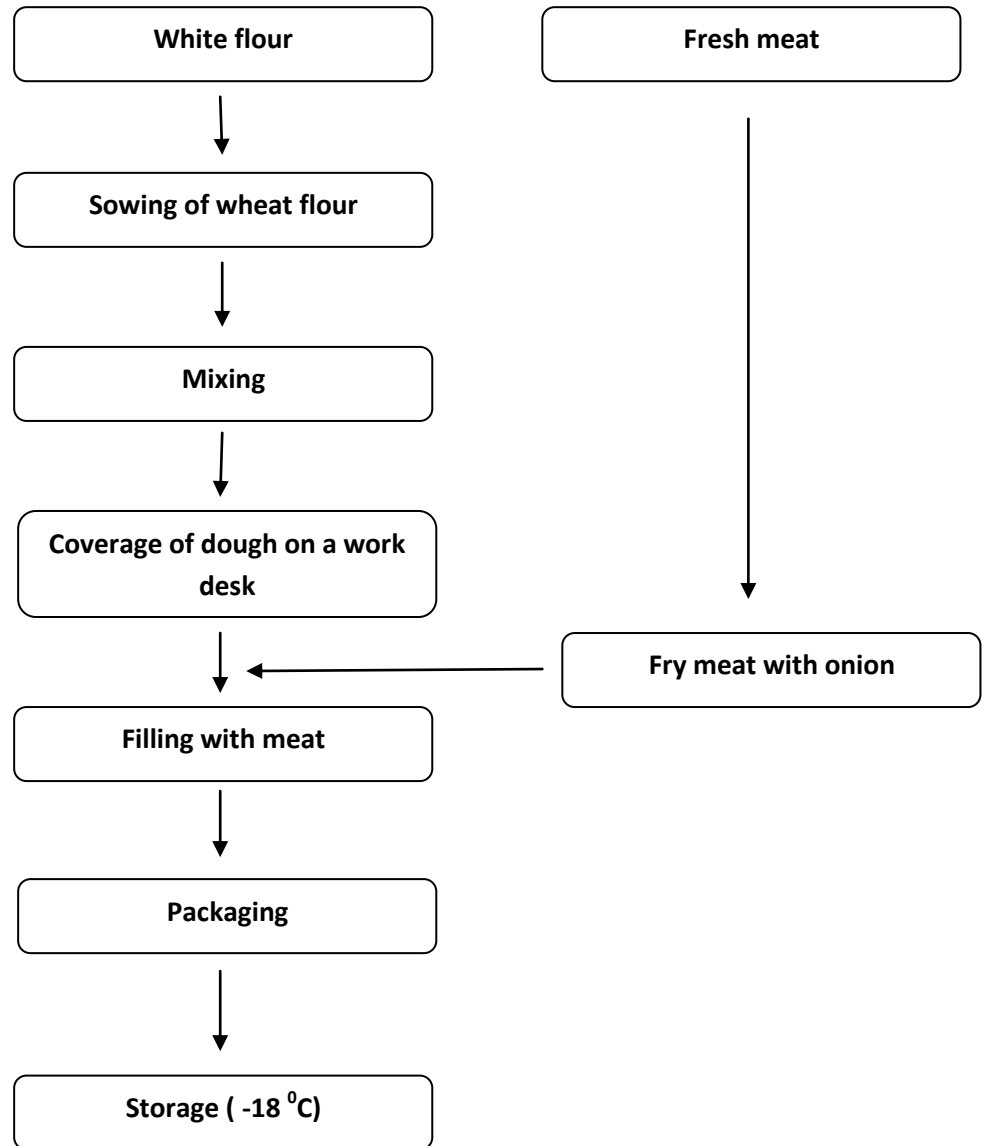 White flour
Fresh meat
Sowing of wheat flour
Mixing
Coverage of dough on a work
desk
Fry meat with onion
Filling with meat
Packaging
Storage ( -18 ⁰C)